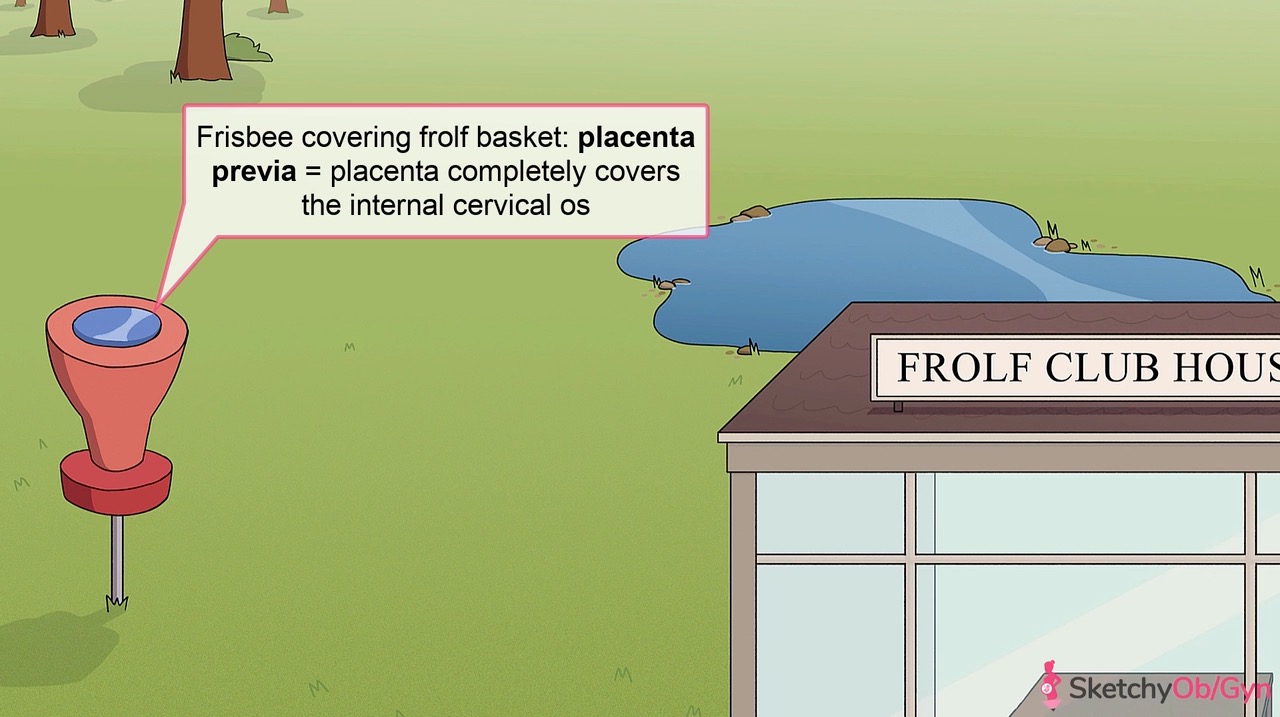 Frisbee covering frolf basket: placenta
previa = placenta completely covers
the internal cervical os
FROLF CLUB HOUS
SketchyOb/Gyn